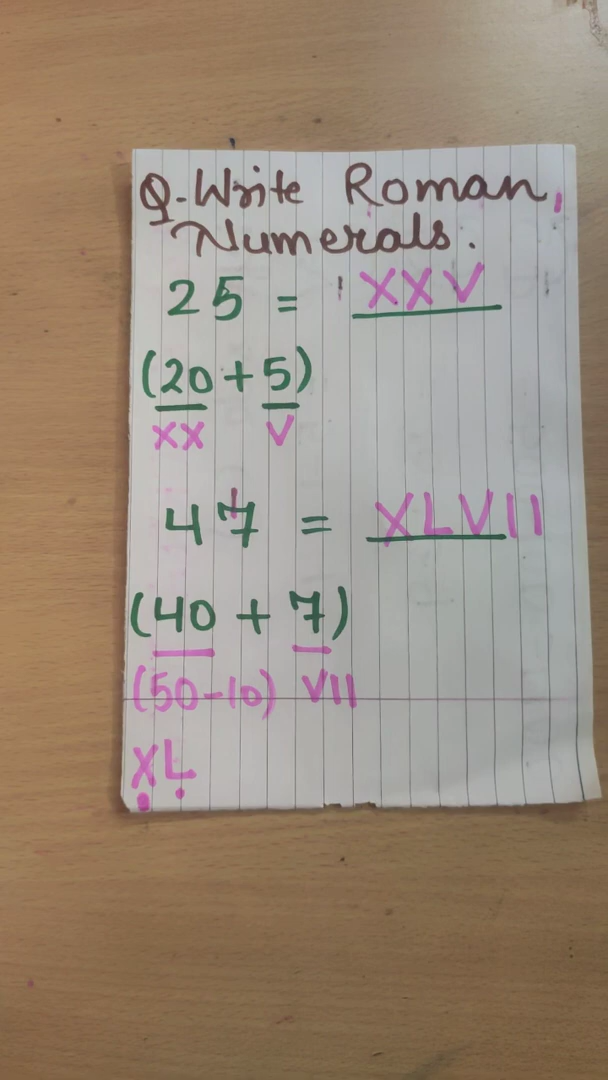 Q. Write Roman
Numerals.
25 = XXV
(20 + 5)
XX V
47 = XLVII
(40 + 7)
(50-10) VII
XL